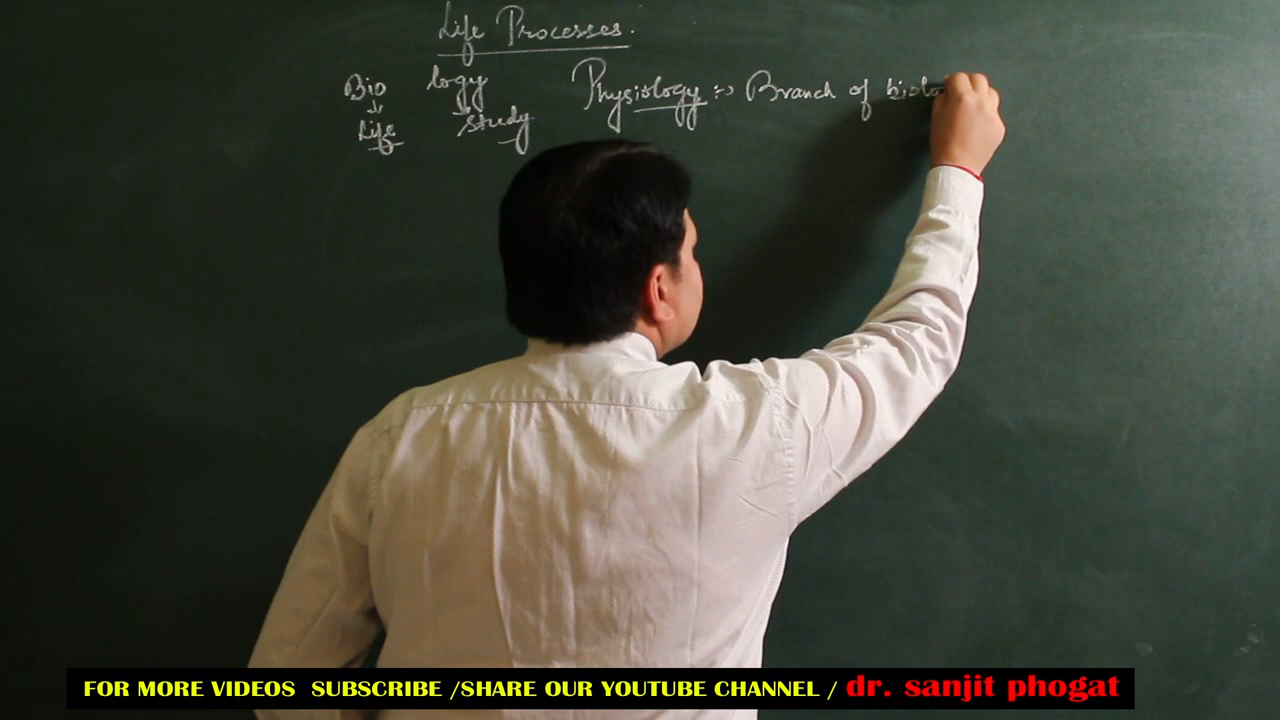 Life Processes.
Bio logy Physiology :-> Branch of biolo
↓ ↓
Life study
FOR MORE VIDEOS SUBSCRIBE /SHARE OUR YOUTUBE CHANNEL / dr. sanjit phogat